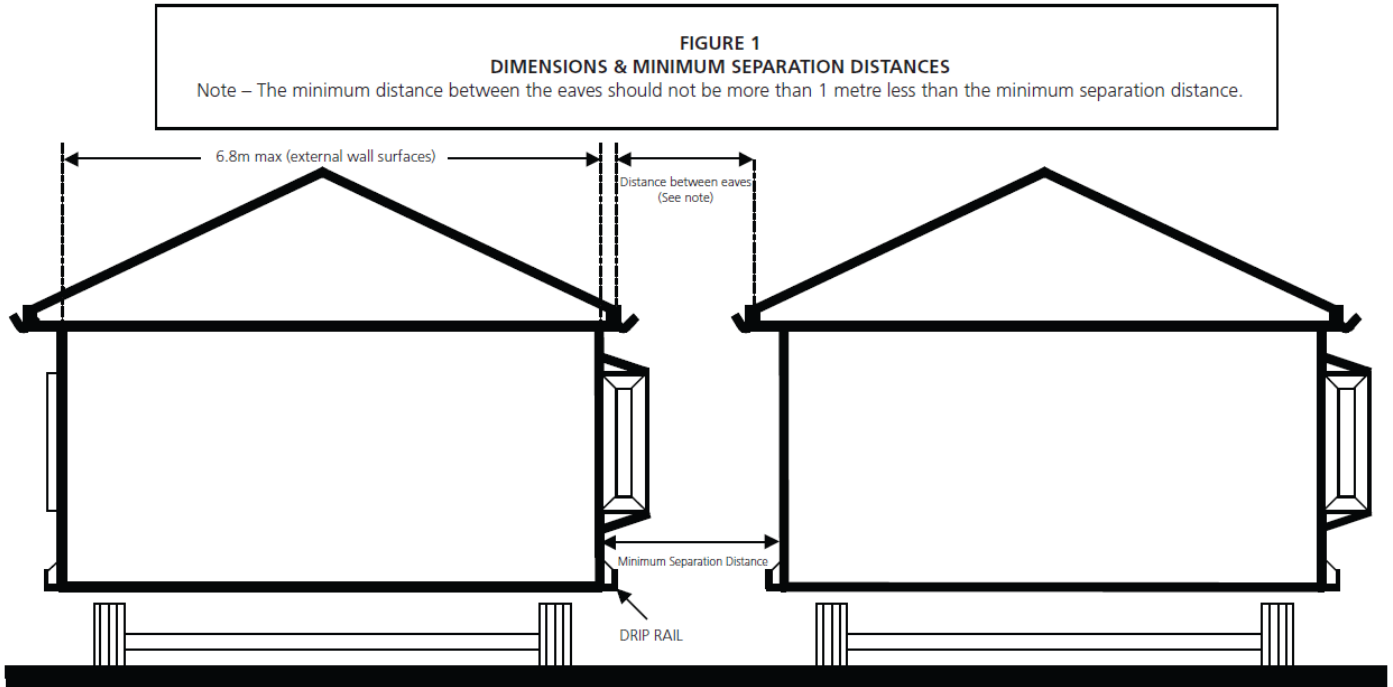 FIGURE 1
DIMENSIONS & MINIMUM SEPARATION DISTANCES
Note – The minimum distance between the eaves should not be more than 1 metre less than the minimum separation distance.
6.8m max (external wall surfaces)
Distance between eaves
(See note)
Minimum Separation Distance
DRIP RAIL